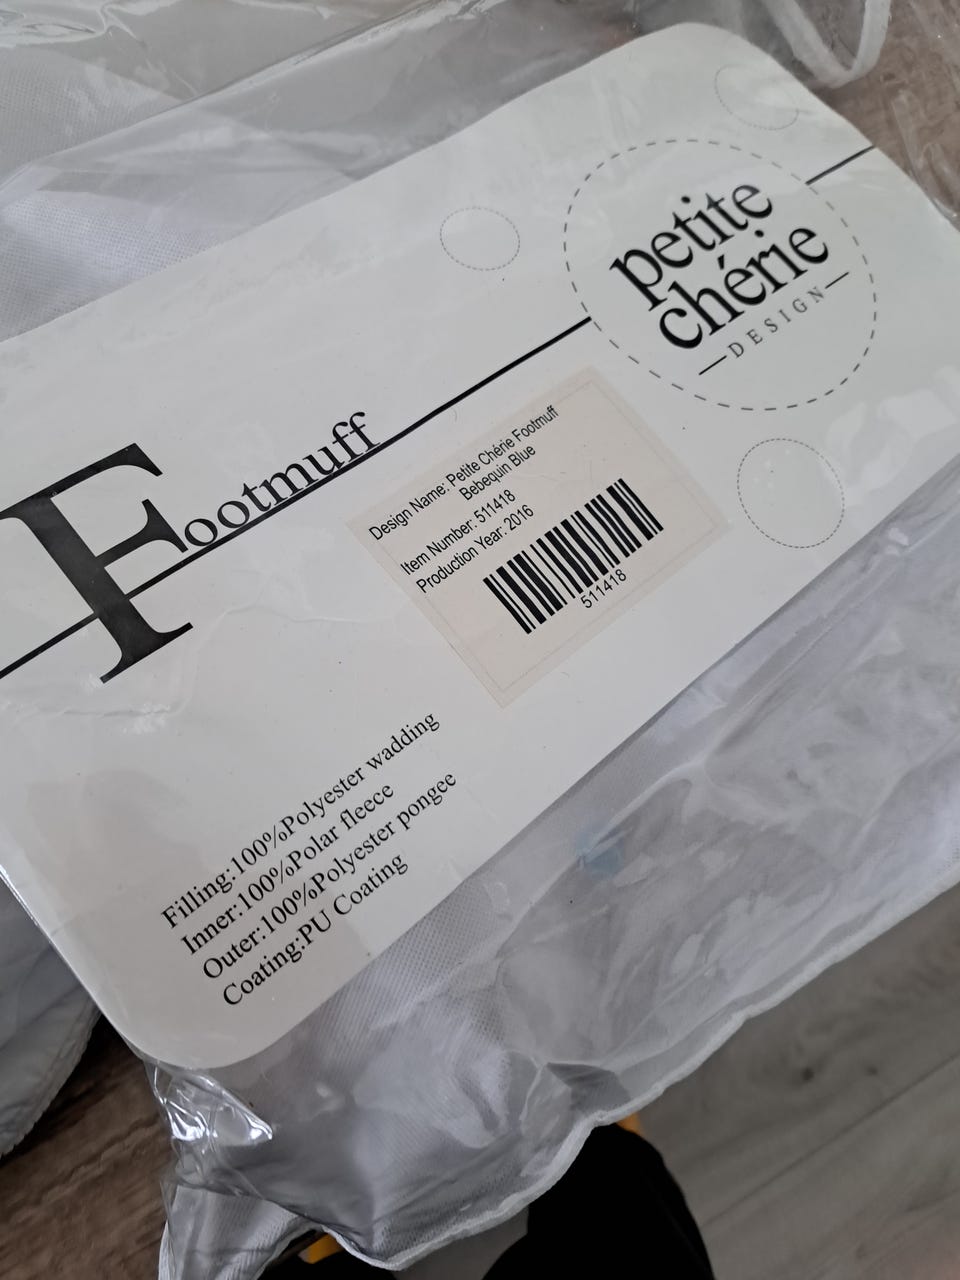 petite
chérie
DESIGN
Footmuff
Design Name: Petite Chérie Footmuff
Bebequin Blue
Item Number: 511418
Production Year: 2016
511418
Filling:100%Polyester wadding
Inner:100%Polar fleece
Outer:100%Polyester pongee
Coating:PU Coating